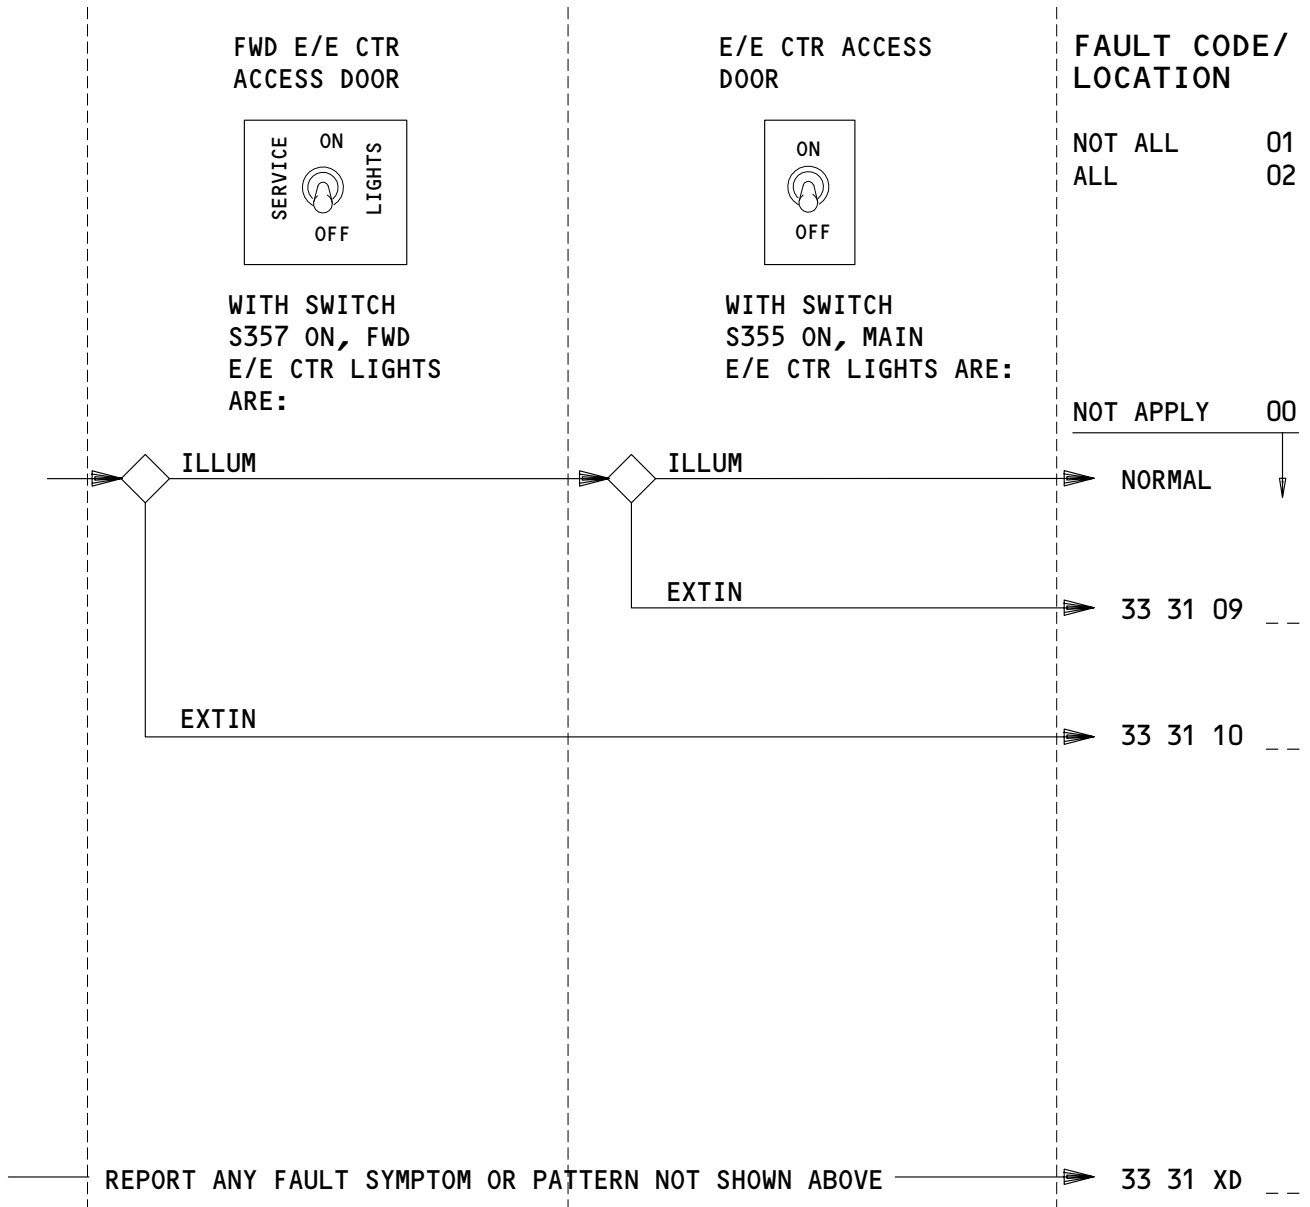 FWD E/E CTR
ACCESS DOOR
SERVICE
ON
LIGHTS
OFF
WITH SWITCH
S357 ON, FWD
E/E CTR LIGHTS
ARE:
E/E CTR ACCESS
DOOR
ON
OFF
WITH SWITCH
S355 ON, MAIN
E/E CTR LIGHTS ARE:
FAULT CODE/
LOCATION
NOT ALL 01
ALL 02
NOT APPLY 00
ILLUM
ILLUM
NORMAL
EXTIN
33 31 09 _ _
EXTIN
33 31 10 _ _
REPORT ANY FAULT SYMPTOM OR PATTERN NOT SHOWN ABOVE
33 31 XD _ _